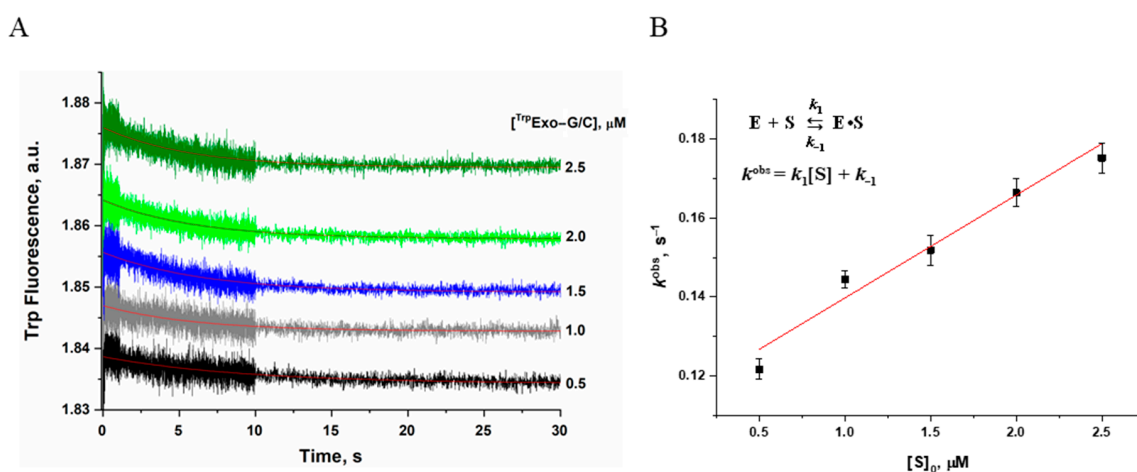 A
B
[ᵀʳᵖExo–G/C], μM
1.88
1.87
1.86
1.85
1.84
1.83
Trp Fluorescence, a.u.
2.5
2.0
1.5
1.0
0.5
0 5 10 15 20 25 30
Time, s
k₁
E + S ⇆ E•S
k₋₁
kᵒᵇˢ = k₁[S] + k₋₁
0.18
0.16
0.14
0.12
kᵒᵇˢ, s⁻¹
0.5 1.0 1.5 2.0 2.5
[S]₀, μM